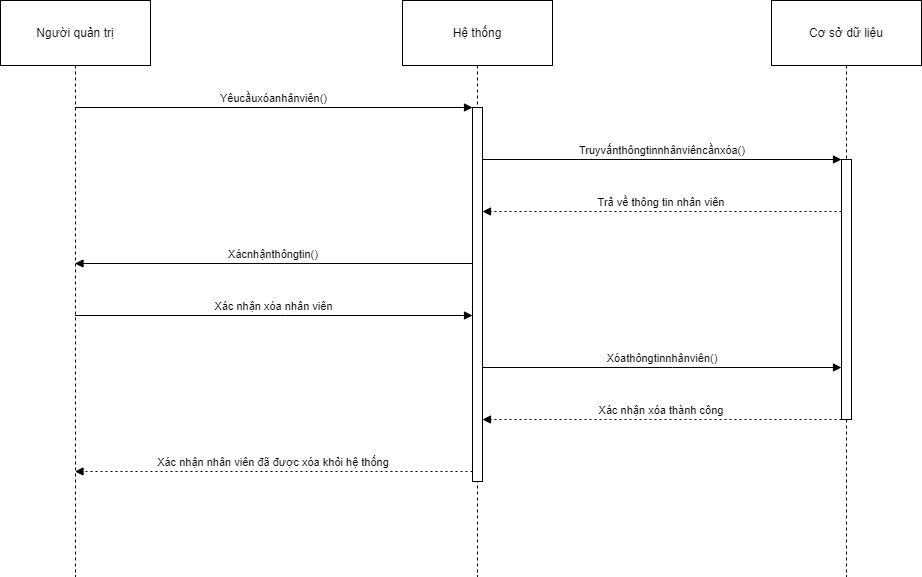 Người quản trị
Hệ thống
Cơ sở dữ liệu
Yêucầuxóanhânviên()
Truyvấnthôngtinnhânviêncầnxóa()
Trả về thông tin nhân viên
Xácnhậnthôngtin()
Xác nhận xóa nhân viên
Xóathôngtinnhânviên()
Xác nhận xóa thành công
Xác nhận nhân viên đã được xóa khỏi hệ thống